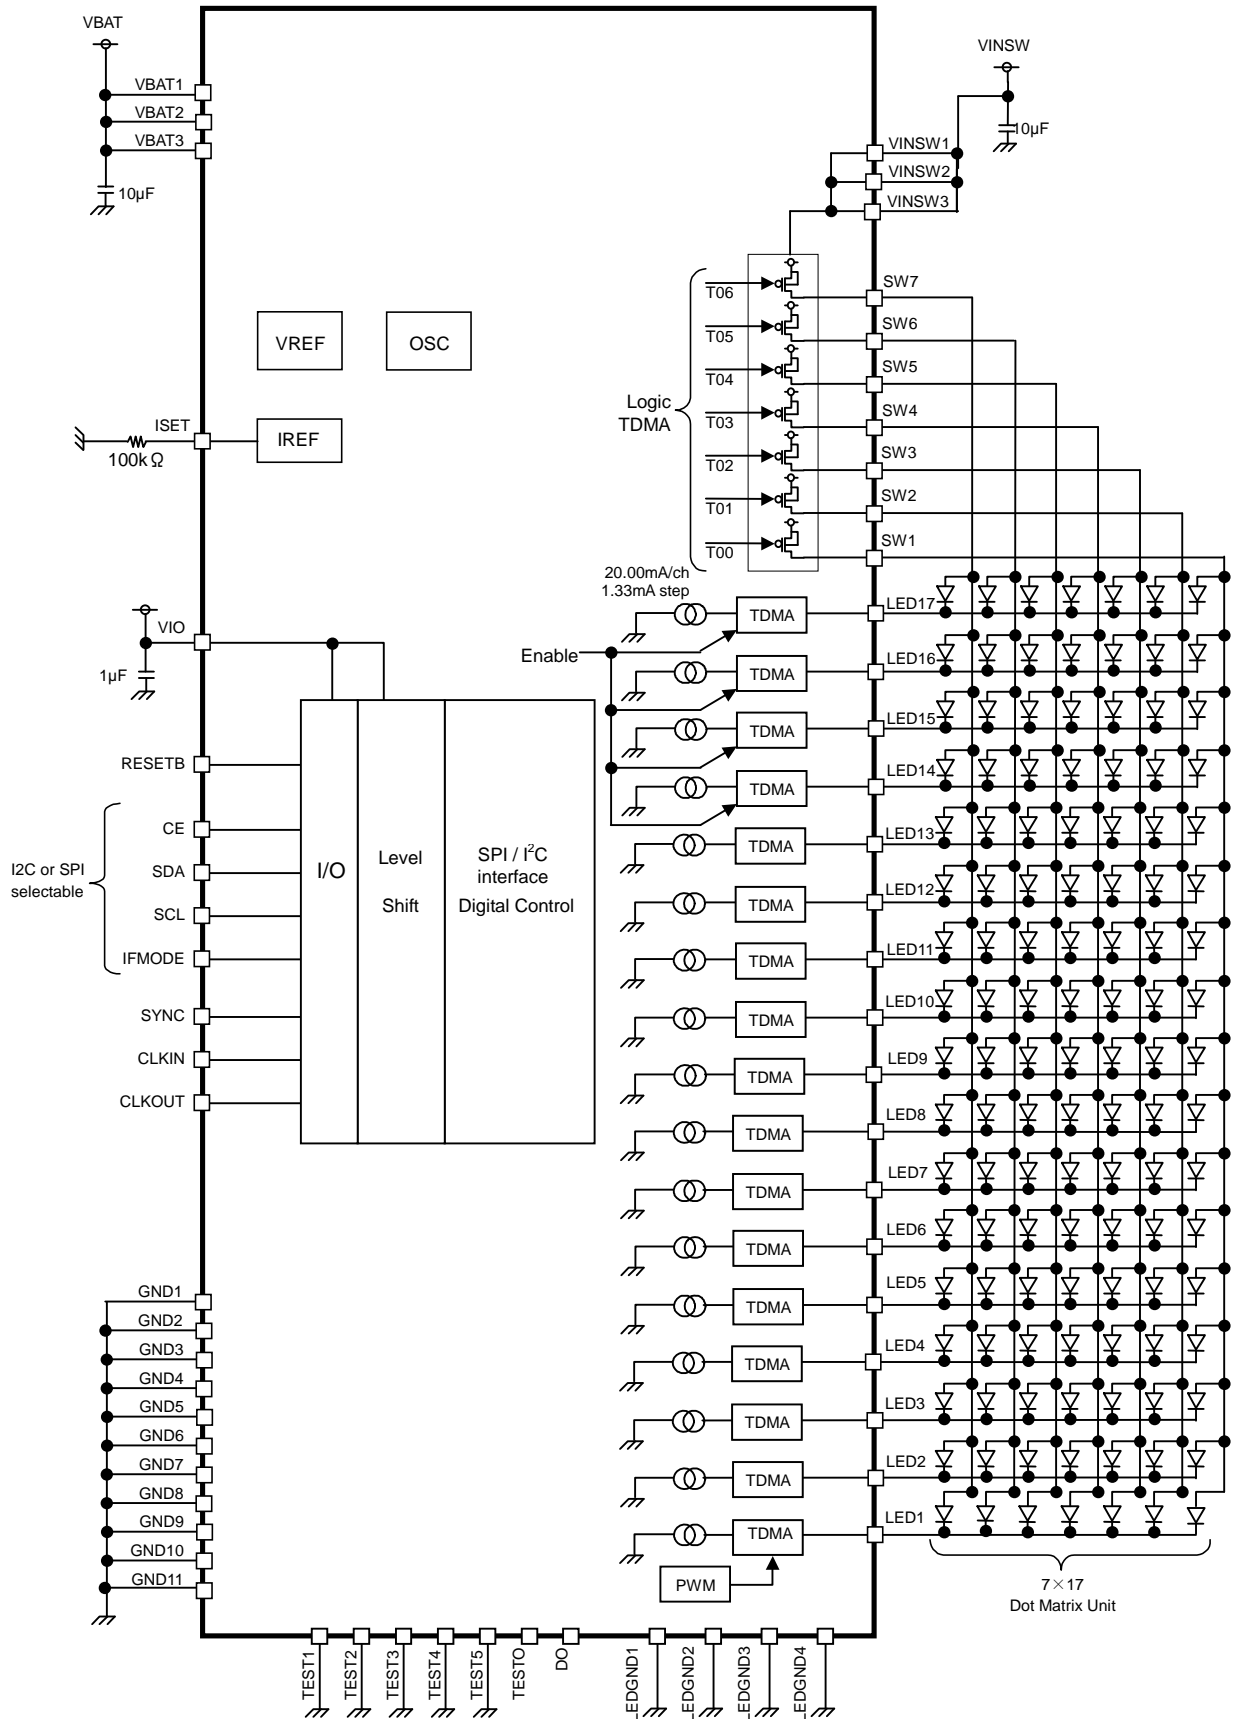 VBAT
VBAT1
VBAT2
VBAT3
10µF
VINSW
10µF
VINSW1
VINSW2
VINSW3
T06
T05
T04
T03
T02
T01
T00
Logic
TDMA
SW7
SW6
SW5
SW4
SW3
SW2
SW1
VREF
OSC
ISET
100kΩ
IREF
20.00mA/ch
1.33mA step
VIO
1µF
Enable
TDMA
LED17
TDMA
LED16
TDMA
LED15
TDMA
LED14
TDMA
LED13
TDMA
LED12
TDMA
LED11
TDMA
LED10
TDMA
LED9
TDMA
LED8
TDMA
LED7
TDMA
LED6
TDMA
LED5
TDMA
LED4
TDMA
LED3
TDMA
LED2
TDMA
LED1
PWM
RESETB
I2C or SPI
selectable
CE
SDA
SCL
IFMODE
SYNC
CLKIN
CLKOUT
I/O
Level
Shift
SPI / I²C
interface
Digital Control
GND1
GND2
GND3
GND4
GND5
GND6
GND7
GND8
GND9
GND10
GND11
7×17
Dot Matrix Unit
TEST1
TEST2
TEST3
TEST4
TEST5
TESTO
DO
LEDGND1
LEDGND2
LEDGND3
LEDGND4